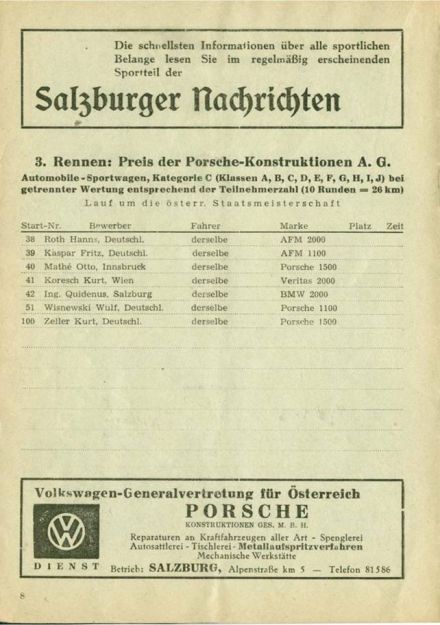 Die schnellsten Informationen über alle sportlichen
Belange lesen Sie im regelmäßig erscheinenden
Sportteil der
Salzburger Nachrichten
3. Rennen: Preis der Porsche-Konstruktionen A. G.
Automobile-Sportwagen, Kategorie C (Klassen A, B, C, D, E, F, G, H, I, J) bei
getrennter Wertung entsprechend der Teilnehmerzahl (10 Runden = 26 km)
Lauf um die österr. Staatsmeisterschaft
Start-Nr. Bewerber Fahrer Marke Platz Zeit
38 Roth Hanns, Deutschl. derselbe AFM 2000
39 Kaspar Fritz, Deutschl. derselbe AFM 1100
40 Mathé Otto, Innsbruck derselbe Porsche 1500
41 Koresch Kurt, Wien derselbe Veritas 2000
42 Ing. Quidenus, Salzburg derselbe BMW 2000
51 Wisnewski Wulf, Deutschl. derselbe Porsche 1100
100 Zeller Kurt, Deutschl. derselbe Porsche 1500
Volkswagen-Generalvertretung für Österreich
PORSCHE
KONSTRUKTIONEN GES. M. B. H.
Reparaturen an Kraftfahrzeugen aller Art - Spenglerei
Autosattlerei - Tischlerei - Metallaufspritzverfahren
Mechanische Werkstätte
VW
DIENST
Betrieb: SALZBURG, Alpenstraße km 5 — Telefon 81586
8